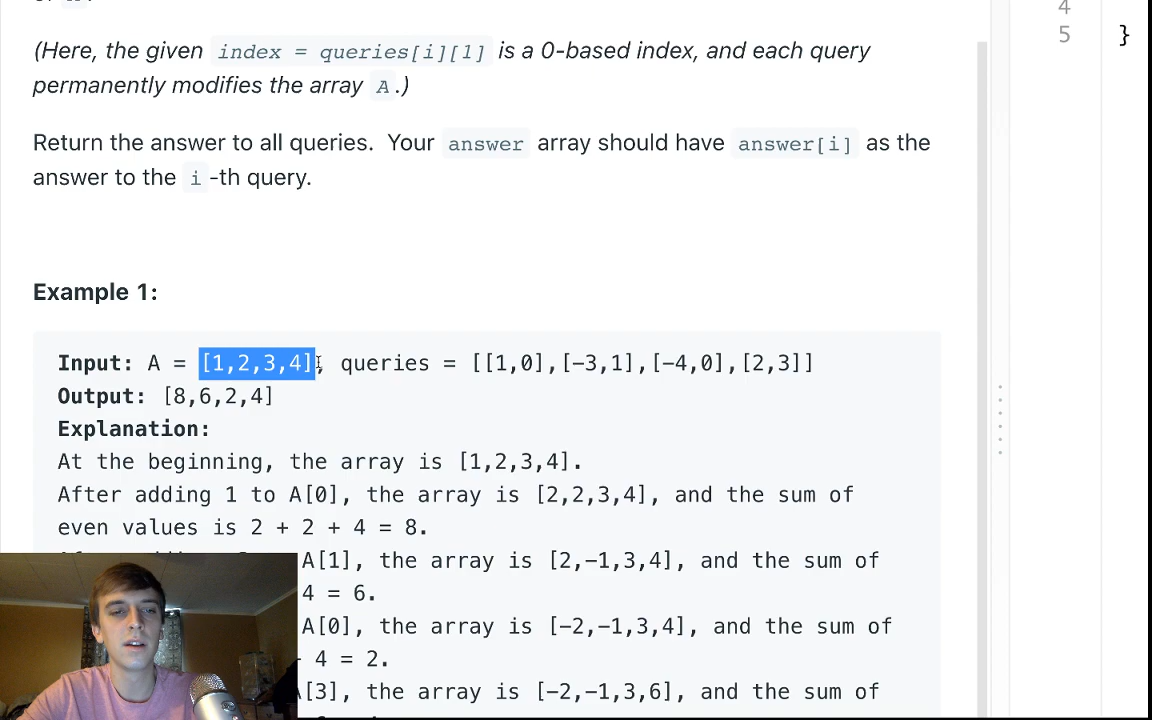 (Here, the given index = queries[i][1] is a 0-based index, and each query
permanently modifies the array A.)
Return the answer to all queries. Your answer array should have answer[i] as the
answer to the i -th query.
Example 1:
Input: A = [1,2,3,4], queries = [[1,0],[-3,1],[-4,0],[2,3]]
Output: [8,6,2,4]
Explanation:
At the beginning, the array is [1,2,3,4].
After adding 1 to A[0], the array is [2,2,3,4], and the sum of
even values is 2 + 2 + 4 = 8.
A[1], the array is [2,-1,3,4], and the sum of
4 = 6.
A[0], the array is [-2,-1,3,4], and the sum of
4 = 2.
A[3], the array is [-2,-1,3,6], and the sum of
4
5 }